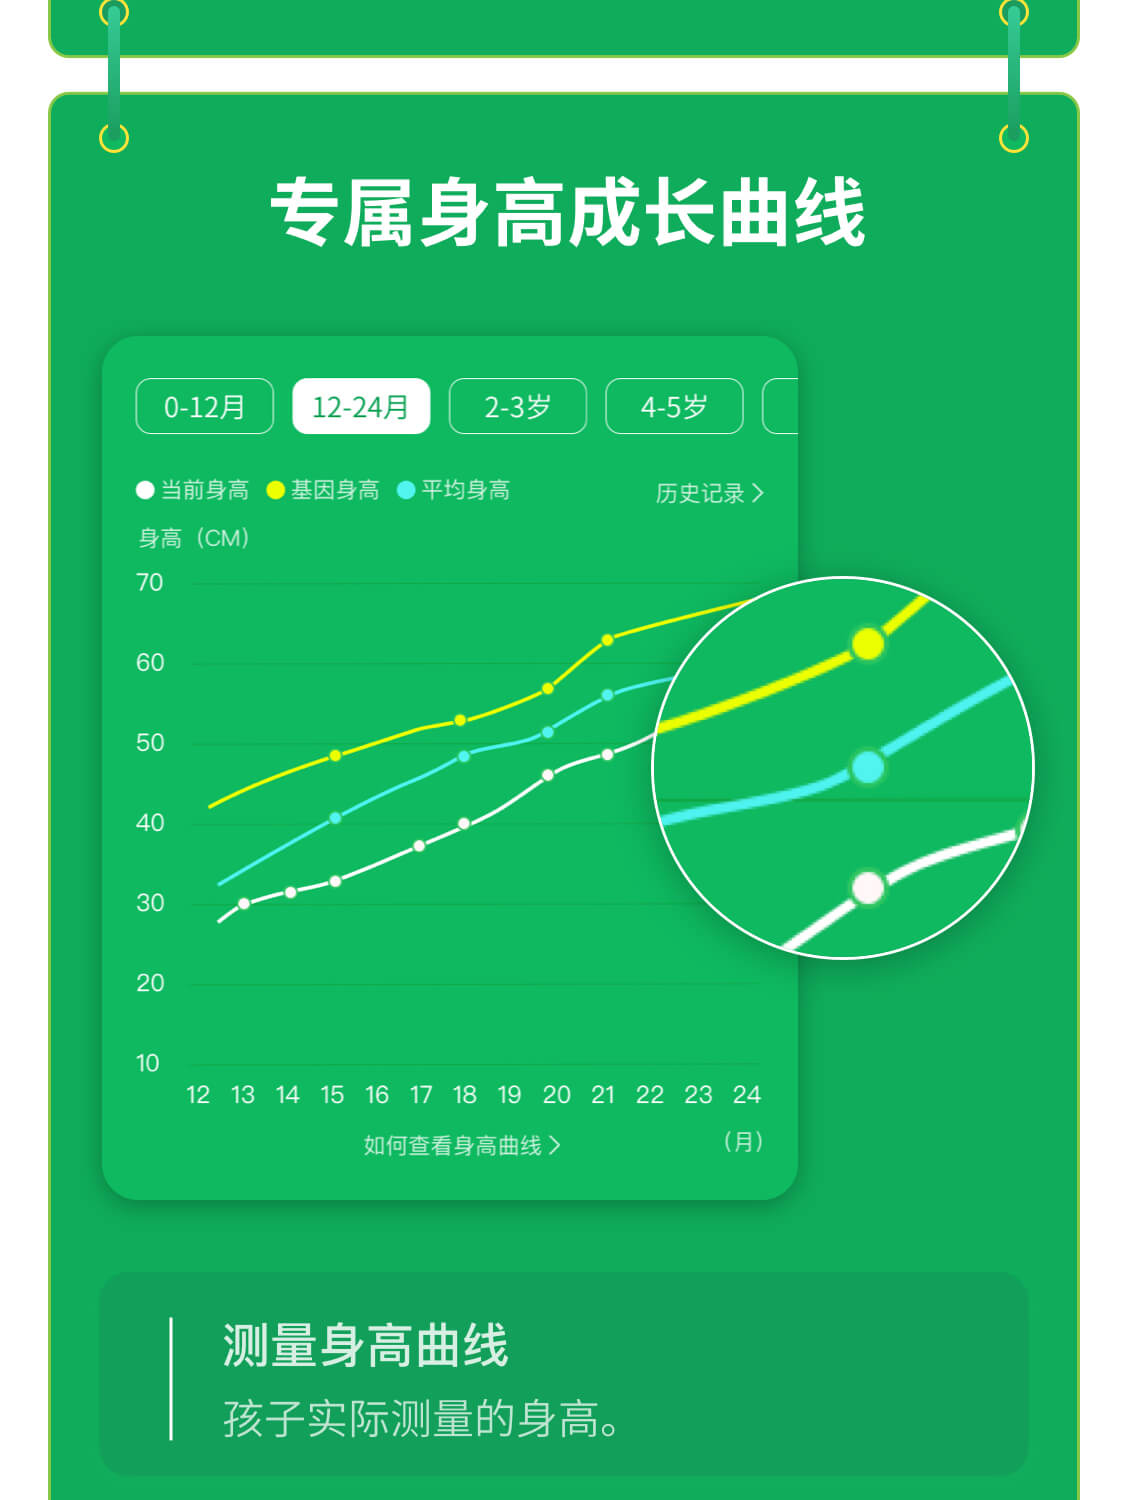 专属身高成长曲线
0-12月 12-24月 2-3岁 4-5岁
当前身高 基因身高 平均身高 历史记录 >
身高（CM）
70
60
50
40
30
20
10
12 13 14 15 16 17 18 19 20 21 22 23 24
如何查看身高曲线 > （月）
测量身高曲线
孩子实际测量的身高。